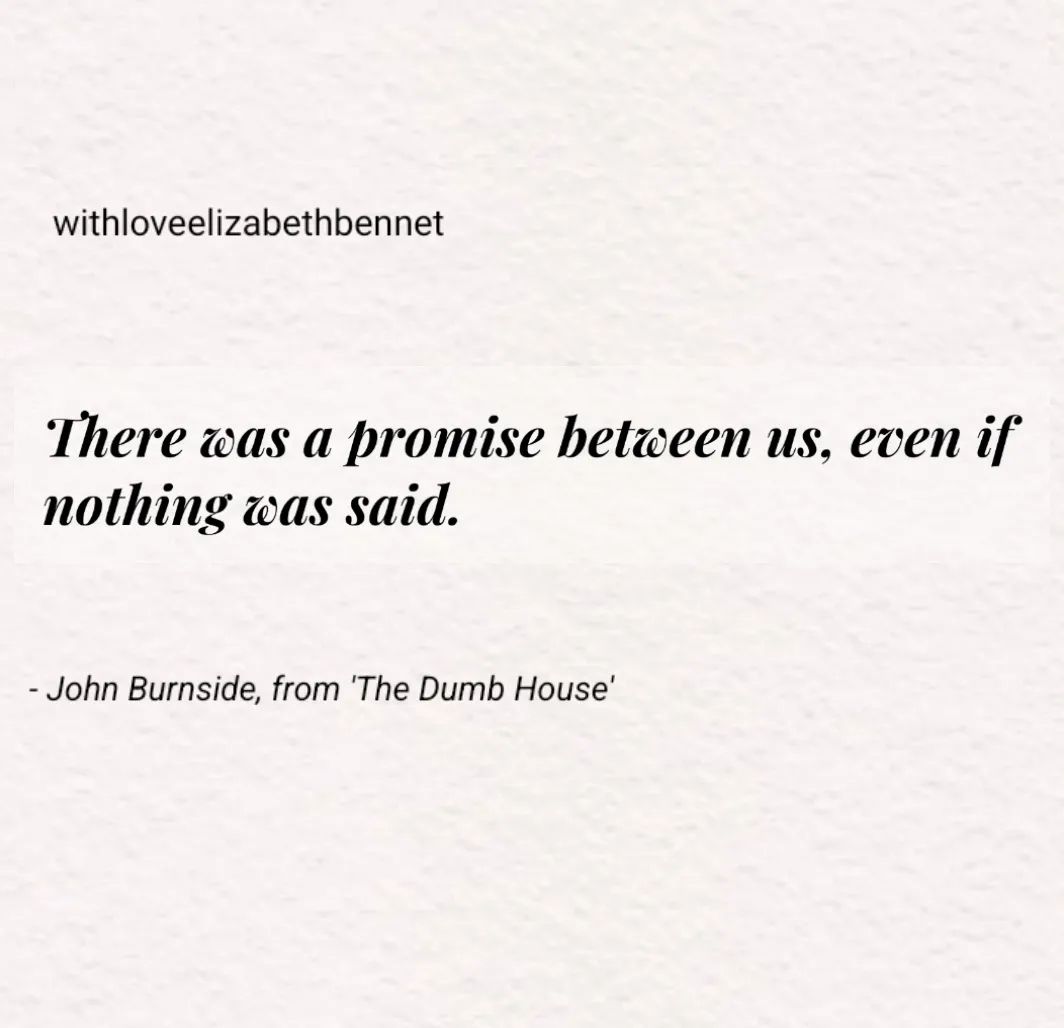 withloveelizabethbennet
There was a promise between us, even if
nothing was said.
- John Burnside, from 'The Dumb House'